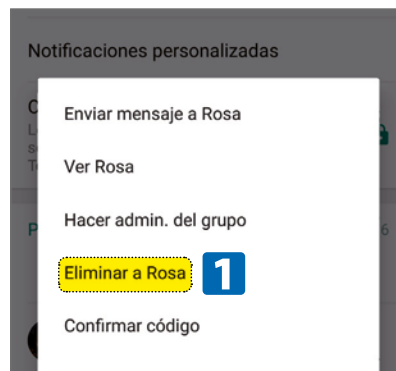 Notificaciones personalizadas
Enviar mensaje a Rosa
Ver Rosa
Hacer admin. del grupo
Eliminar a Rosa 1
Confirmar código